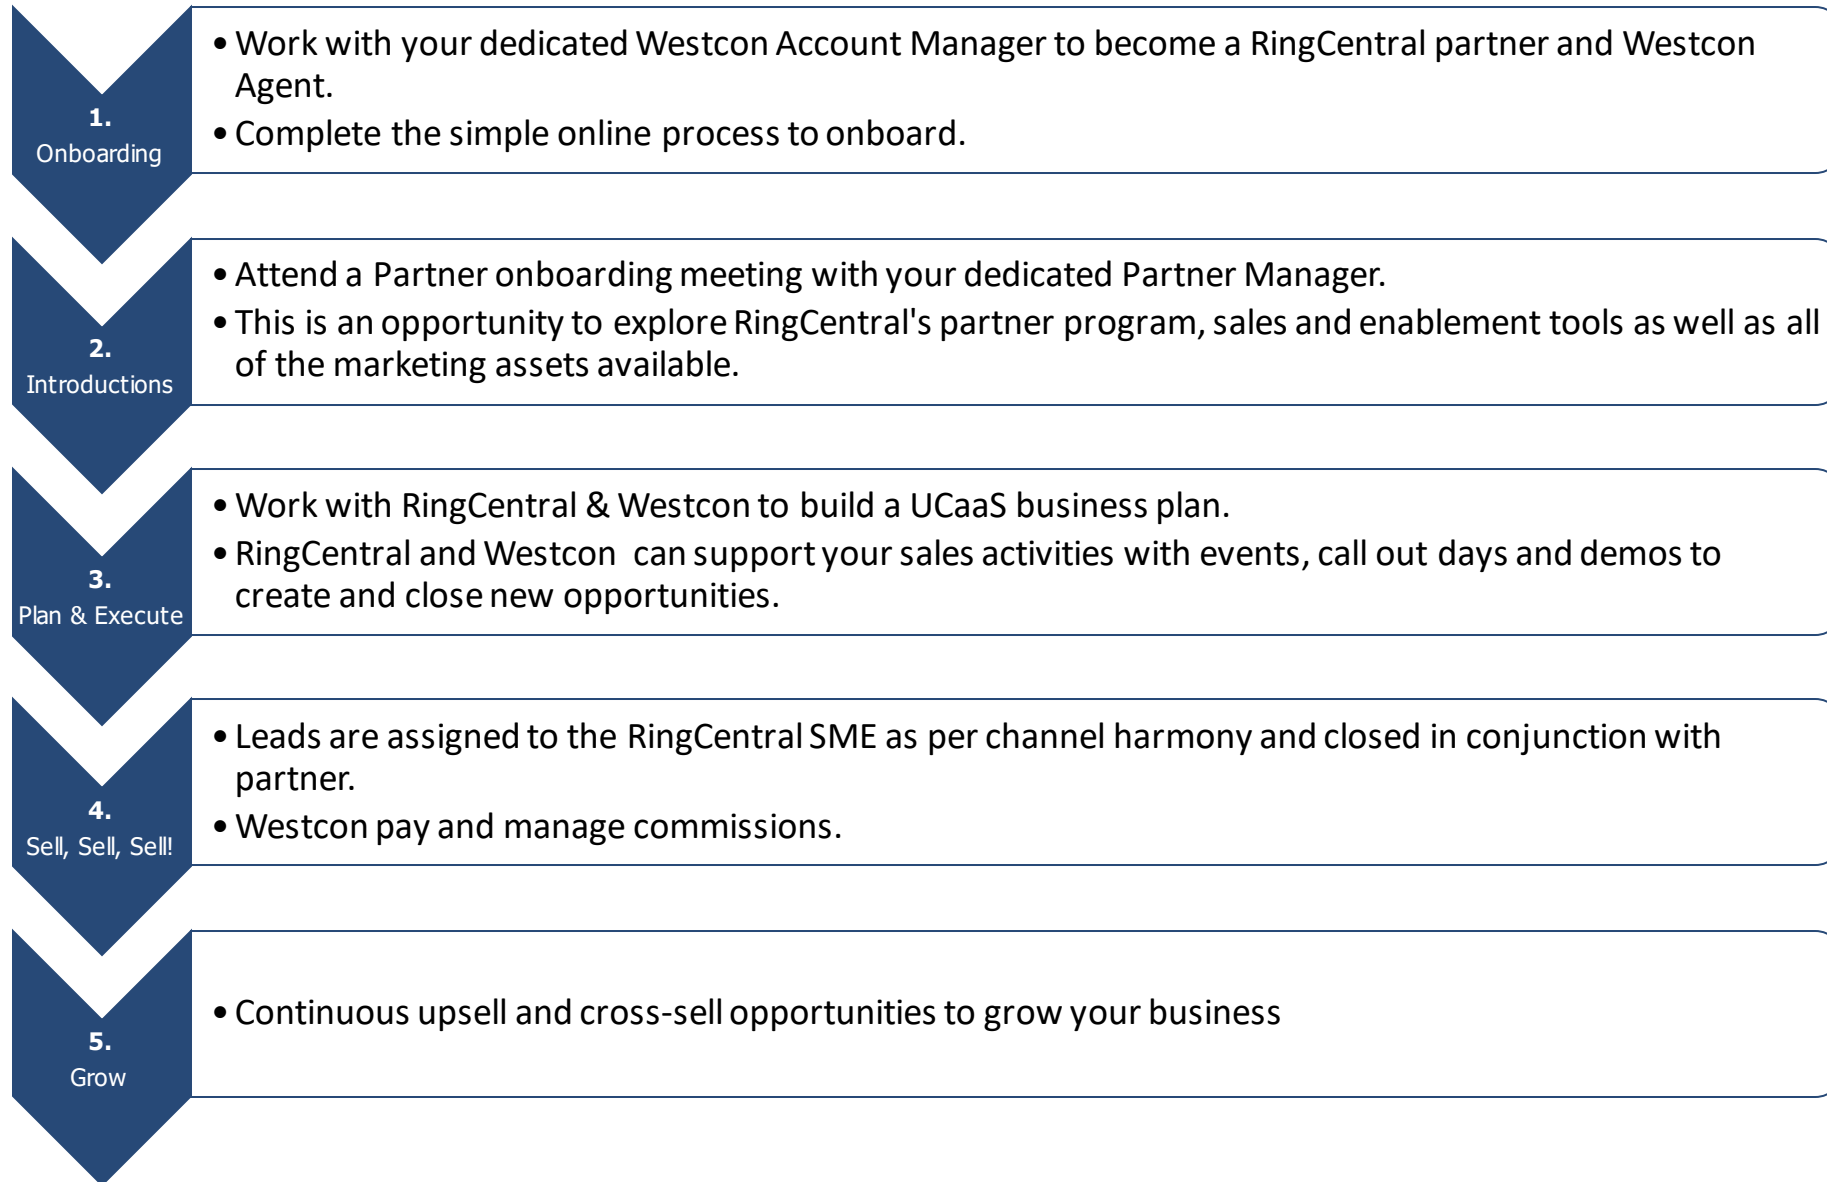 1.
Onboarding
• Work with your dedicated Westcon Account Manager to become a RingCentral partner and Westcon
Agent.
• Complete the simple online process to onboard.
2.
Introductions
• Attend a Partner onboarding meeting with your dedicated Partner Manager.
• This is an opportunity to explore RingCentral's partner program, sales and enablement tools as well as all
of the marketing assets available.
3.
Plan & Execute
• Work with RingCentral & Westcon to build a UCaaS business plan.
• RingCentral and Westcon can support your sales activities with events, call out days and demos to
create and close new opportunities.
4.
Sell, Sell, Sell!
• Leads are assigned to the RingCentral SME as per channel harmony and closed in conjunction with
partner.
• Westcon pay and manage commissions.
5.
Grow
• Continuous upsell and cross-sell opportunities to grow your business